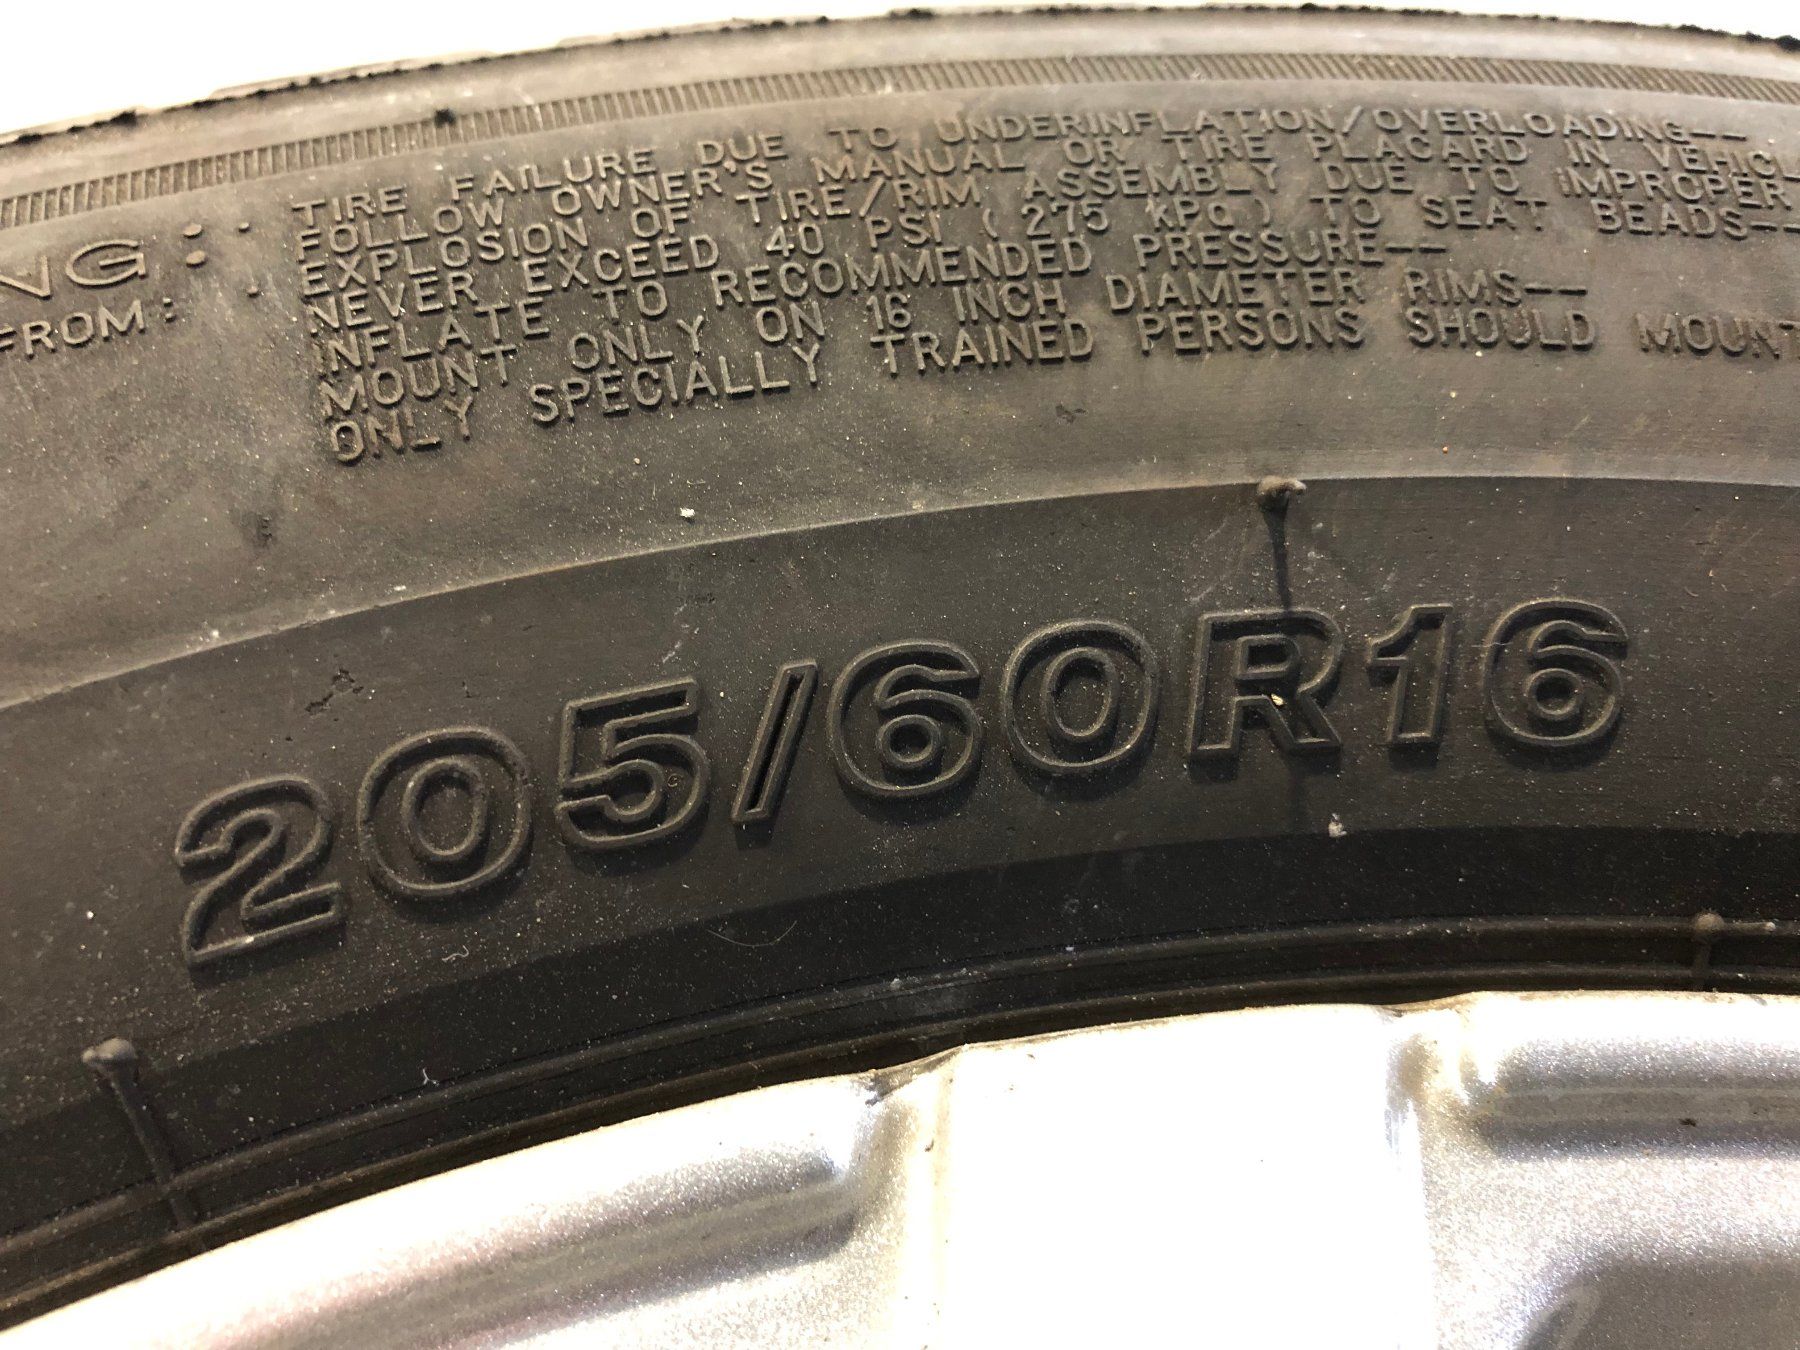 NG:
FROM:
TIRE FAILURE DUE TO UNDERINFLATION/OVERLOADING--
FOLLOW OWNER'S MANUAL OR TIRE PLACARD IN VEHICL
EXPLOSION OF TIRE/RIM ASSEMBLY DUE TO IMPROPER
NEVER EXCEED 40 PSI (275 kPa) TO SEAT BEADS--
INFLATE TO RECOMMENDED PRESSURE--
MOUNT ONLY ON 16 INCH DIAMETER RIMS--
ONLY SPECIALLY TRAINED PERSONS SHOULD MOUNT
205/60R16